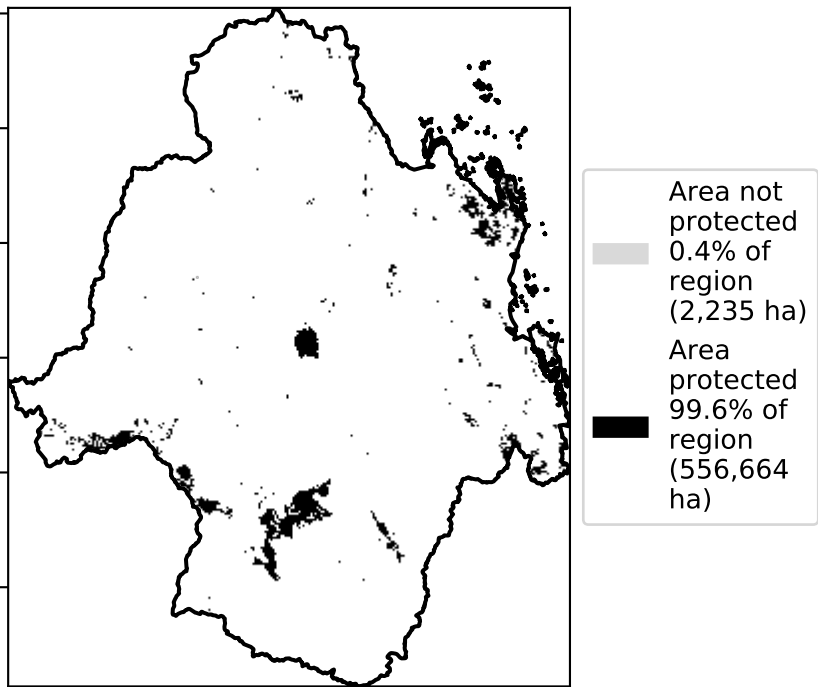 Area not
protected
0.4% of
region
(2,235 ha)
Area
protected
99.6% of
region
(556,664
ha)